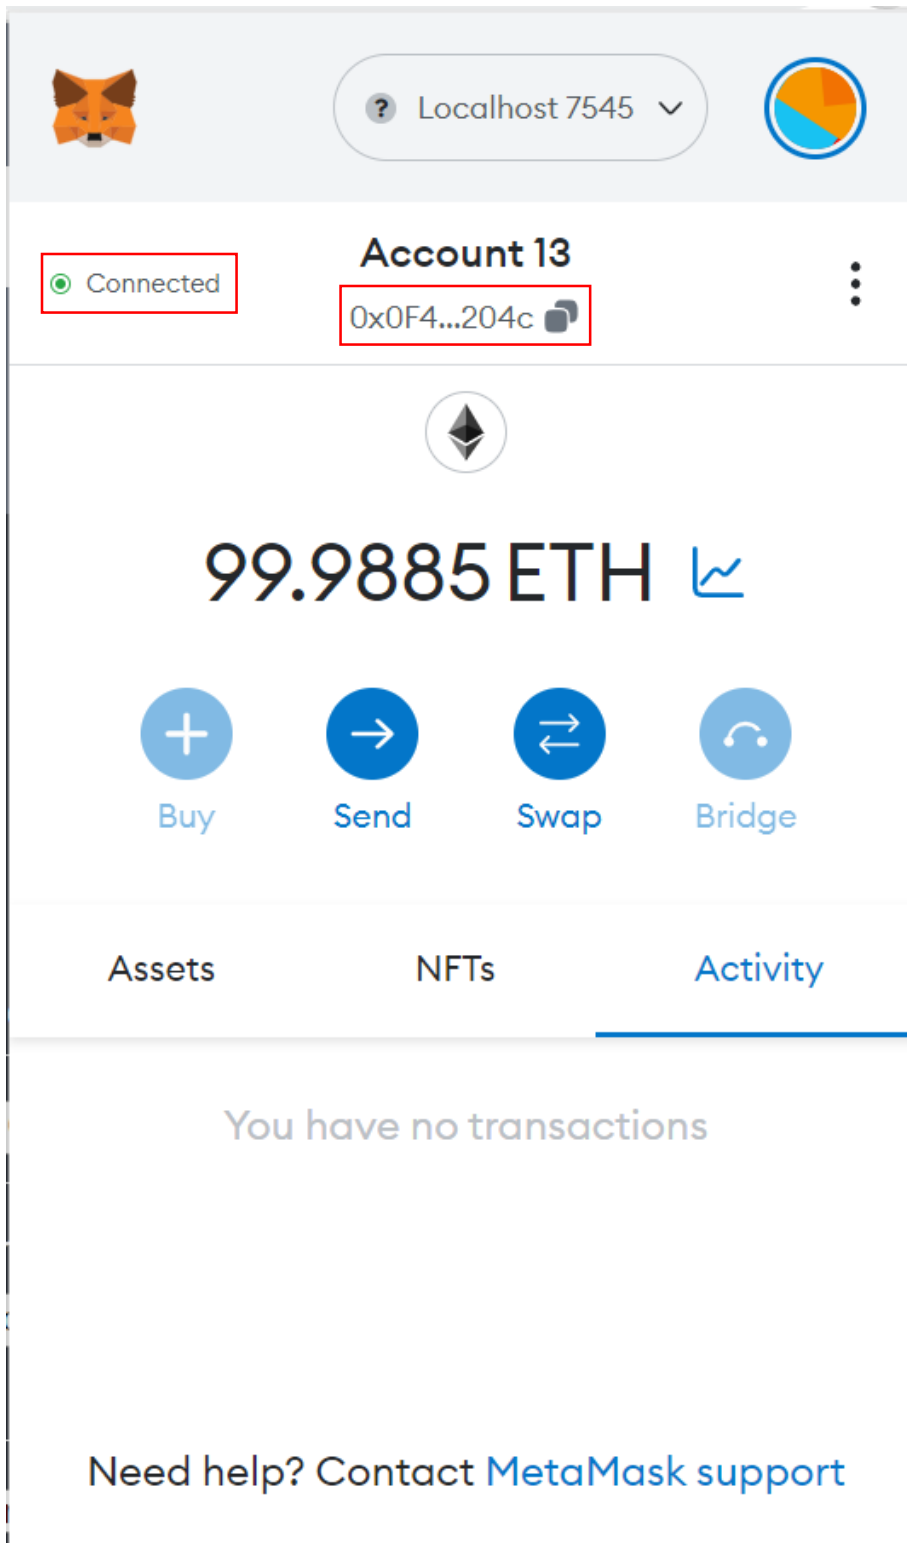 ? Localhost 7545
Connected
Account 13
0x0F4...204c
99.9885 ETH
Buy Send Swap Bridge
Assets NFTs Activity
You have no transactions
Need help? Contact MetaMask support